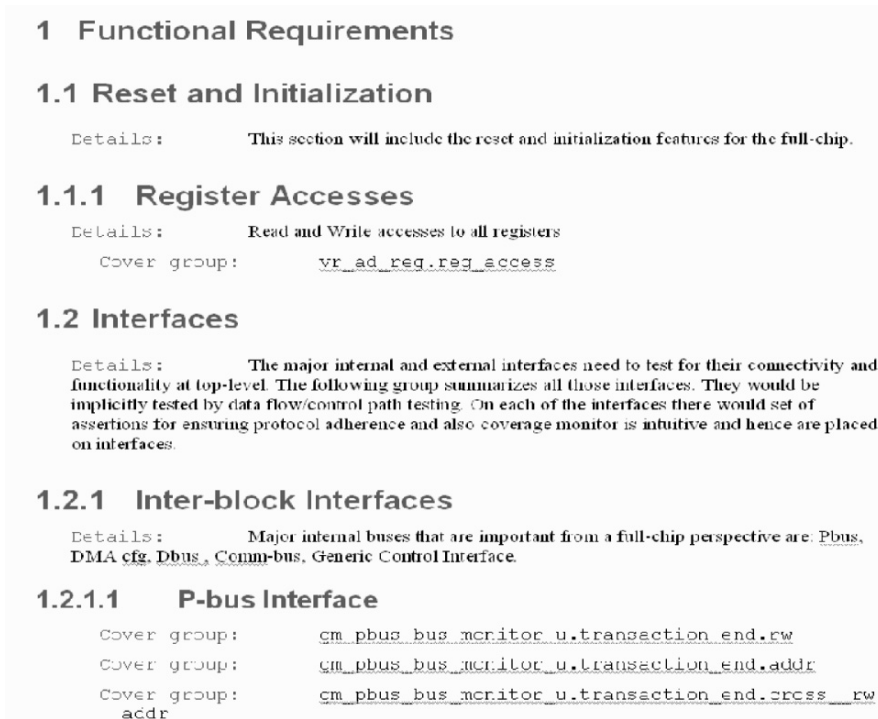 1 Functional Requirements
1.1 Reset and Initialization
Details: This section will include the reset and initialization features for the full-chip.
1.1.1 Register Accesses
Details: Read and Write accesses to all registers
Cover group: vr_ad_reg.reg_access
1.2 Interfaces
Details: The major internal and external interfaces need to test for their connectivity and
functionality at top-level. The following group summarizes all those interfaces. They would be
implicitly tested by data flow/control path testing. On each of the interfaces there would set of
assertions for ensuring protocol adherence and also coverage monitor is intuitive and hence are placed
on interfaces.
1.2.1 Inter-block Interfaces
Details: Major internal buses that are important from a full-chip perspective are: Pbus,
DMA cfg, Dbus , Comm-bus, Generic Control Interface.
1.2.1.1 P-bus Interface
Cover group: cm_pbus_bus_monitor_u.transaction_end.rw
Cover group: cm_pbus_bus_monitor_u.transaction_end.addr
Cover group: cm_pbus_bus_monitor_u.transaction_end.cross__rw
addr